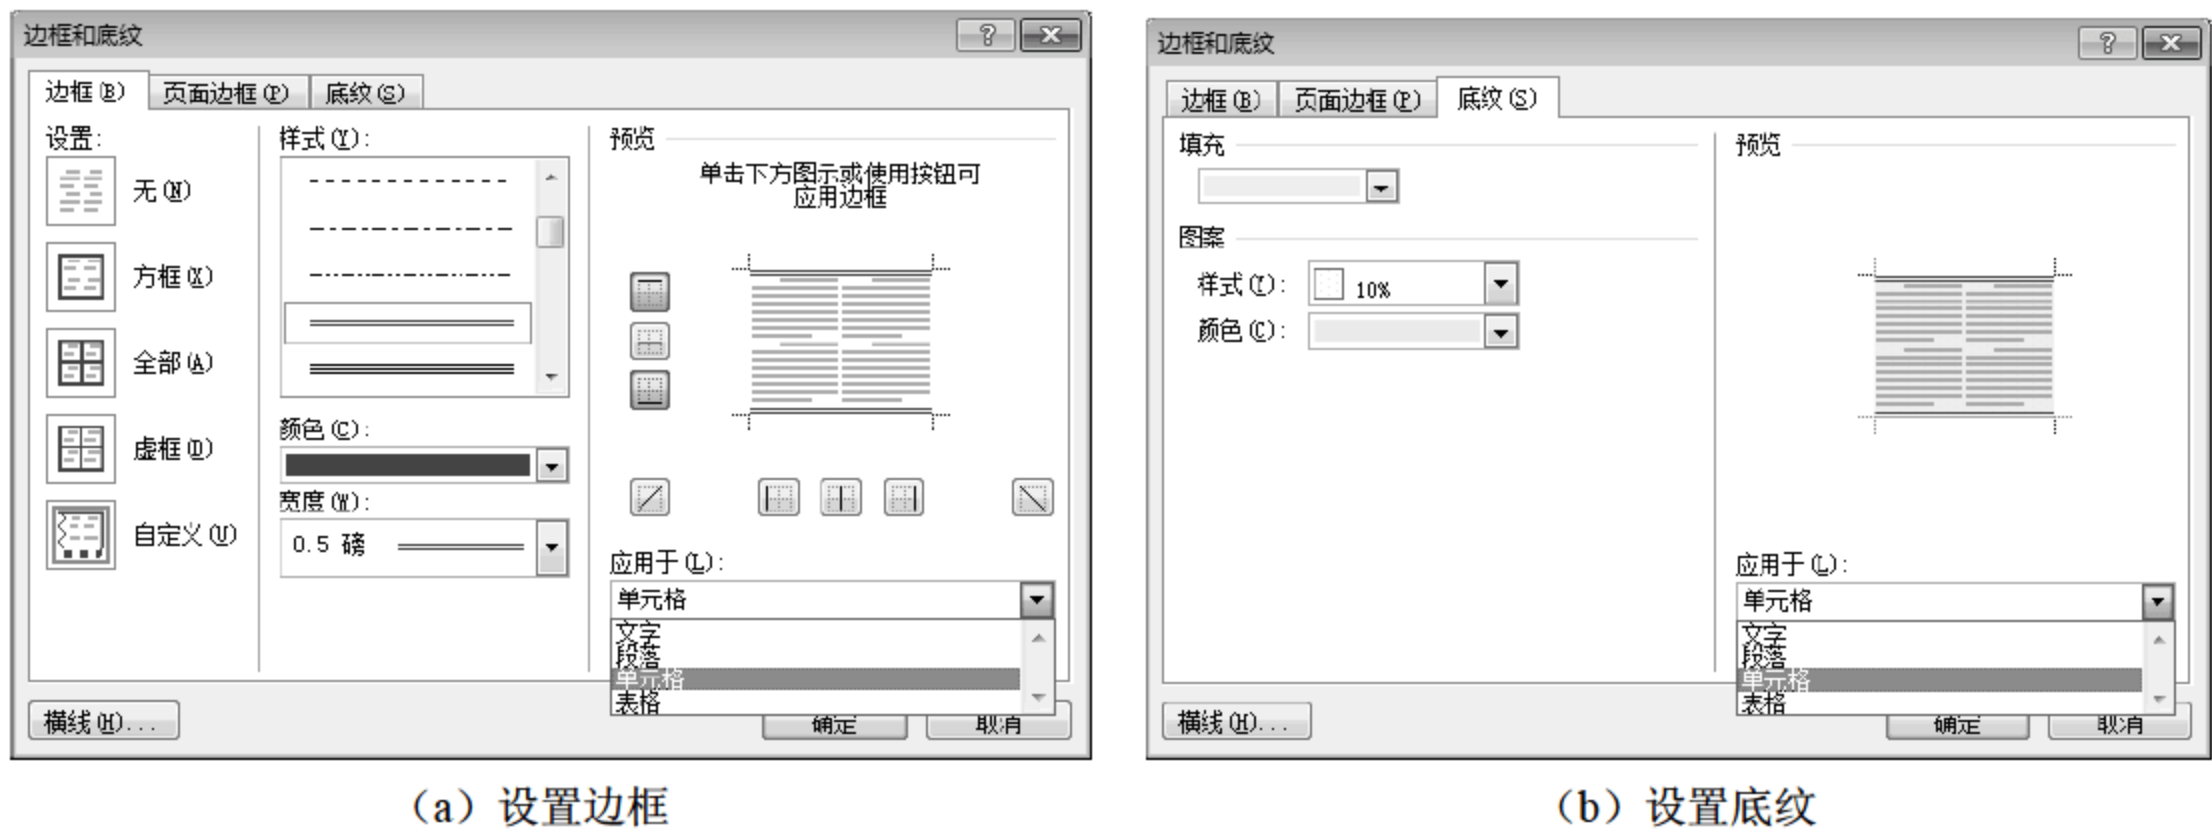 边框和底纹
边框(B)
页面边框(P)
底纹(S)
设置:
无(N)
方框(X)
全部(A)
虚框(D)
自定义(U)
样式(Y):
颜色(C):
宽度(W):
0.5 磅
预览
单击下方图示或使用按钮可
应用边框
应用于(L):
单元格
文字
段落
单元格
表格
横线(H)...
确定
取消
(a)设置边框
边框和底纹
边框(B)
页面边框(P)
底纹(S)
填充
图案
样式(Y):
10%
颜色(C):
预览
应用于(L):
单元格
文字
段落
单元格
表格
横线(H)...
确定
取消
(b)设置底纹